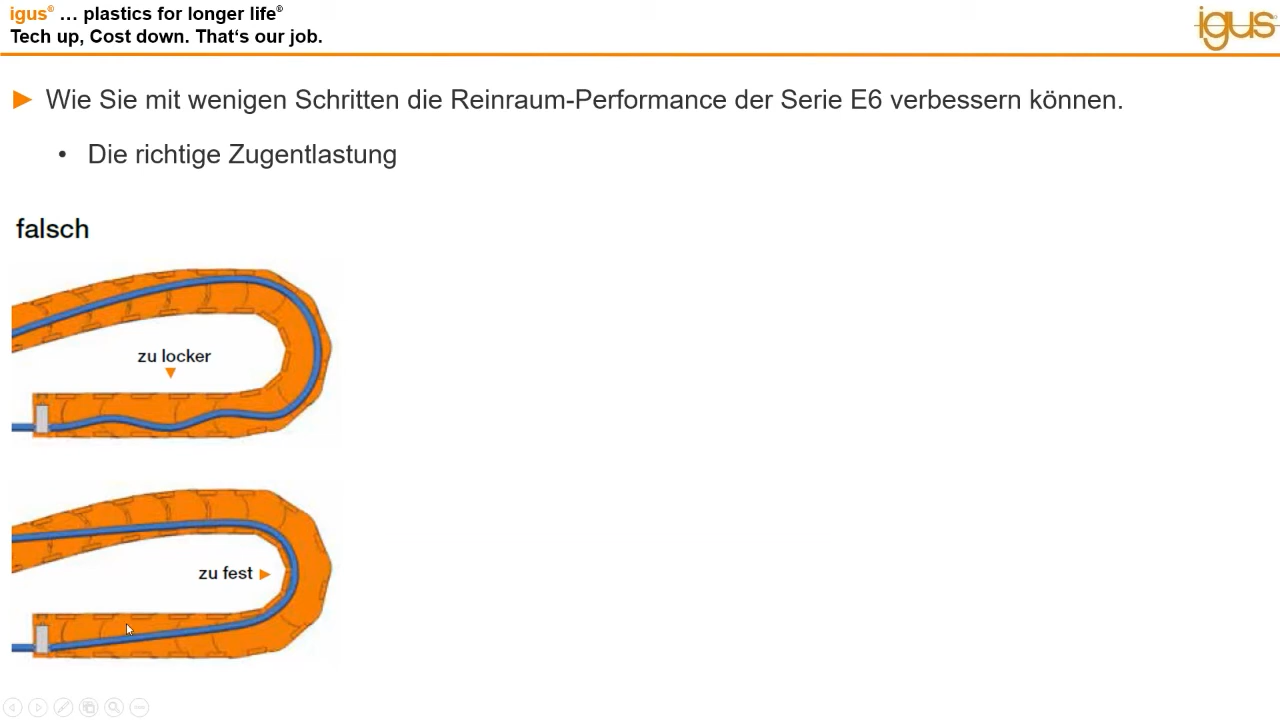 igus® … plastics for longer life®
Tech up, Cost down. That‘s our job.
igus®
Wie Sie mit wenigen Schritten die Reinraum-Performance der Serie E6 verbessern können.
• Die richtige Zugentlastung
falsch
zu locker
zu fest